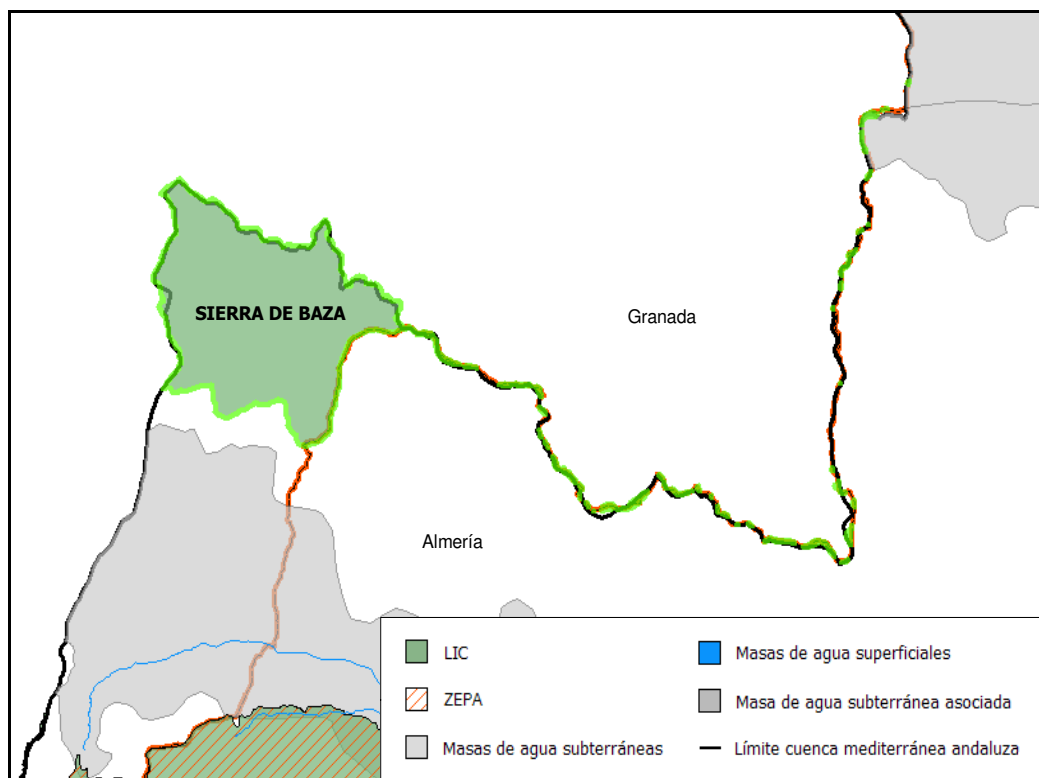 SIERRA DE BAZA
Granada
Almería
LIC
ZEPA
Masas de agua subterráneas
Masas de agua superficiales
Masa de agua subterránea asociada
Límite cuenca mediterránea andaluza